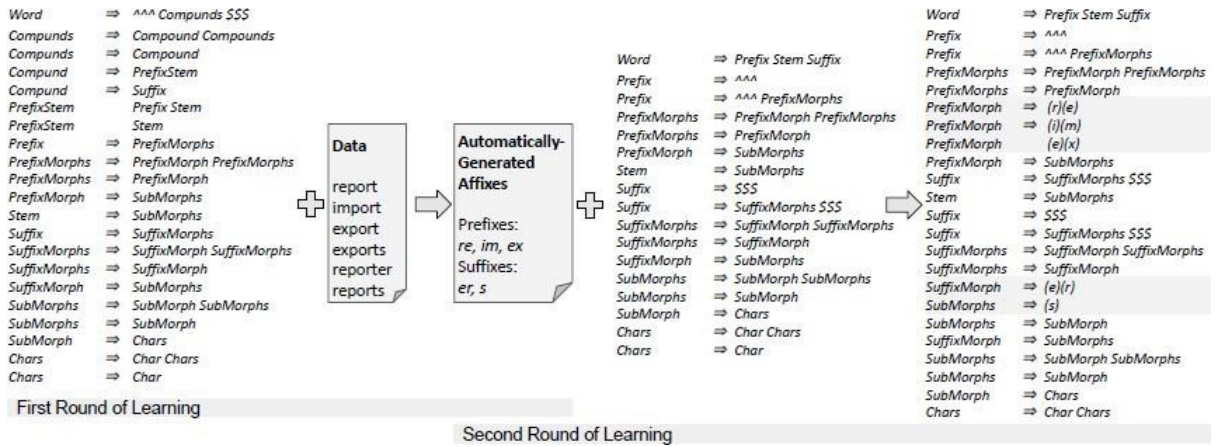 Word ⇒ ^^^ Compunds $$$
Compunds ⇒ Compound Compounds
Compunds ⇒ Compound
Compund ⇒ PrefixStem
Compund ⇒ Suffix
PrefixStem Prefix Stem
PrefixStem Stem
Prefix ⇒ PrefixMorphs
PrefixMorphs ⇒ PrefixMorph PrefixMorphs
PrefixMorphs ⇒ PrefixMorph
PrefixMorph ⇒ SubMorphs
Stem ⇒ SubMorphs
Suffix ⇒ SuffixMorphs
SuffixMorphs ⇒ SuffixMorph SuffixMorphs
SuffixMorphs ⇒ SuffixMorph
SuffixMorph ⇒ SubMorphs
SubMorphs ⇒ SubMorph SubMorphs
SubMorphs ⇒ SubMorph
SubMorph ⇒ Chars
Chars ⇒ Char Chars
Chars ⇒ Char
First Round of Learning
Data
report
import
export
exports
reporter
reports
Automatically-
Generated
Affixes
Prefixes:
re, im, ex
Suffixes:
er, s
Word ⇒ Prefix Stem Suffix
Prefix ⇒ ^^^
Prefix ⇒ ^^^ PrefixMorphs
PrefixMorphs ⇒ PrefixMorph PrefixMorphs
PrefixMorphs ⇒ PrefixMorph
PrefixMorph ⇒ SubMorphs
Stem ⇒ SubMorphs
Suffix ⇒ $$$
Suffix ⇒ SuffixMorphs $$$
SuffixMorphs ⇒ SuffixMorph SuffixMorphs
SuffixMorphs ⇒ SuffixMorph
SuffixMorph ⇒ SubMorphs
SubMorphs ⇒ SubMorph SubMorphs
SubMorphs ⇒ SubMorph
SubMorph ⇒ Chars
Chars ⇒ Char Chars
Chars ⇒ Char
Word ⇒ Prefix Stem Suffix
Prefix ⇒ ^^^
Prefix ⇒ ^^^ PrefixMorphs
PrefixMorphs ⇒ PrefixMorph PrefixMorphs
PrefixMorphs ⇒ PrefixMorph
PrefixMorph ⇒ (r)(e)
PrefixMorph ⇒ (i)(m)
PrefixMorph (e)(x)
PrefixMorph ⇒ SubMorphs
Suffix ⇒ SuffixMorphs $$$
Stem ⇒ SubMorphs
Suffix ⇒ $$$
Suffix ⇒ SuffixMorphs $$$
SuffixMorphs ⇒ SuffixMorph SuffixMorphs
SuffixMorphs ⇒ SuffixMorph
SuffixMorph ⇒ (e)(r)
SubMorphs ⇒ (s)
SubMorphs ⇒ SubMorph
SuffixMorph ⇒ SubMorphs
SubMorphs ⇒ SubMorph SubMorphs
SubMorphs ⇒ SubMorph
SubMorph ⇒ Chars
Chars ⇒ Char Chars
Second Round of Learning